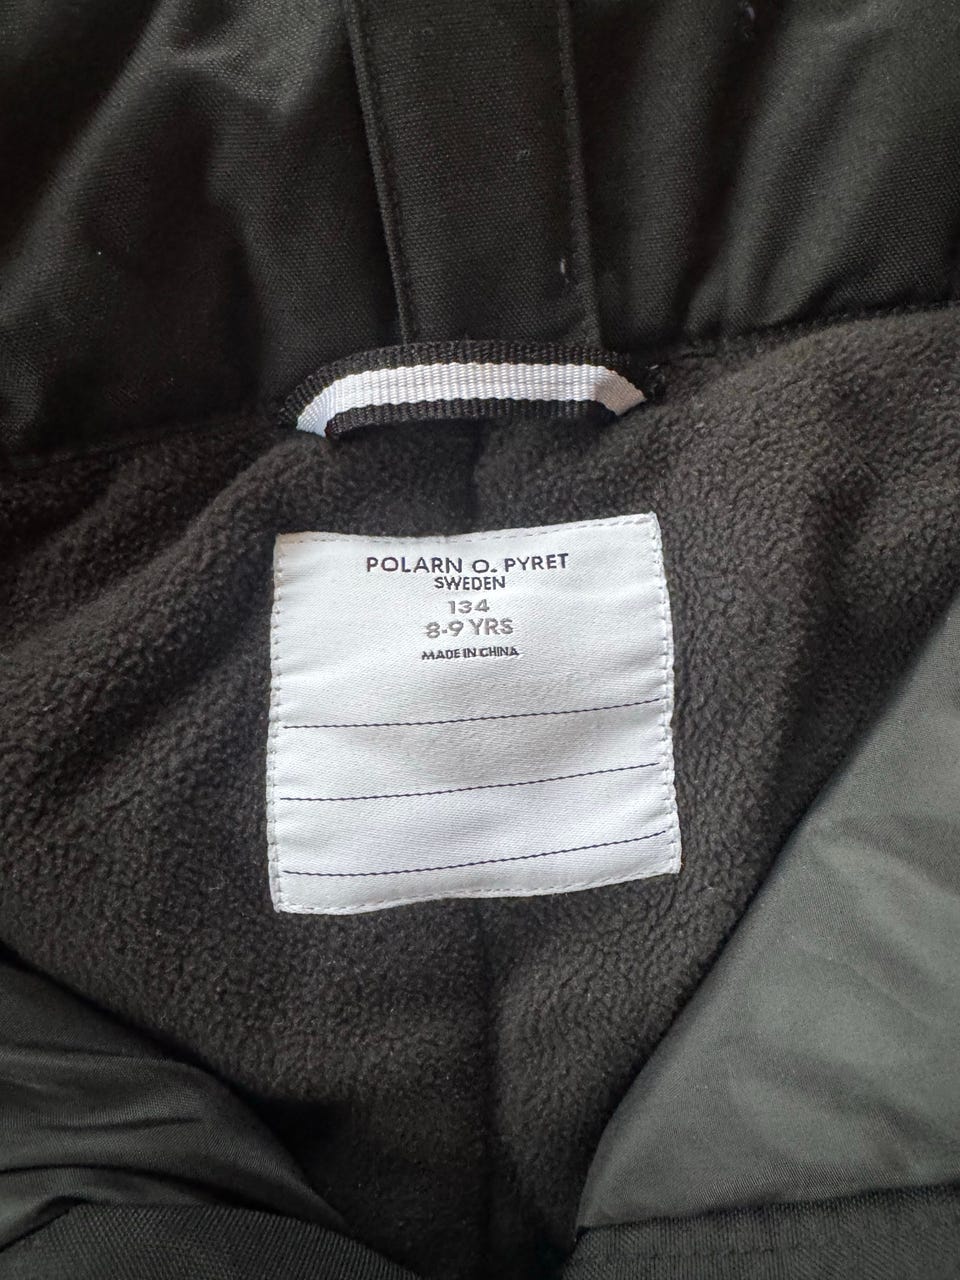 POLARN O. PYRET
SWEDEN
134
8-9 YRS
MADE IN CHINA